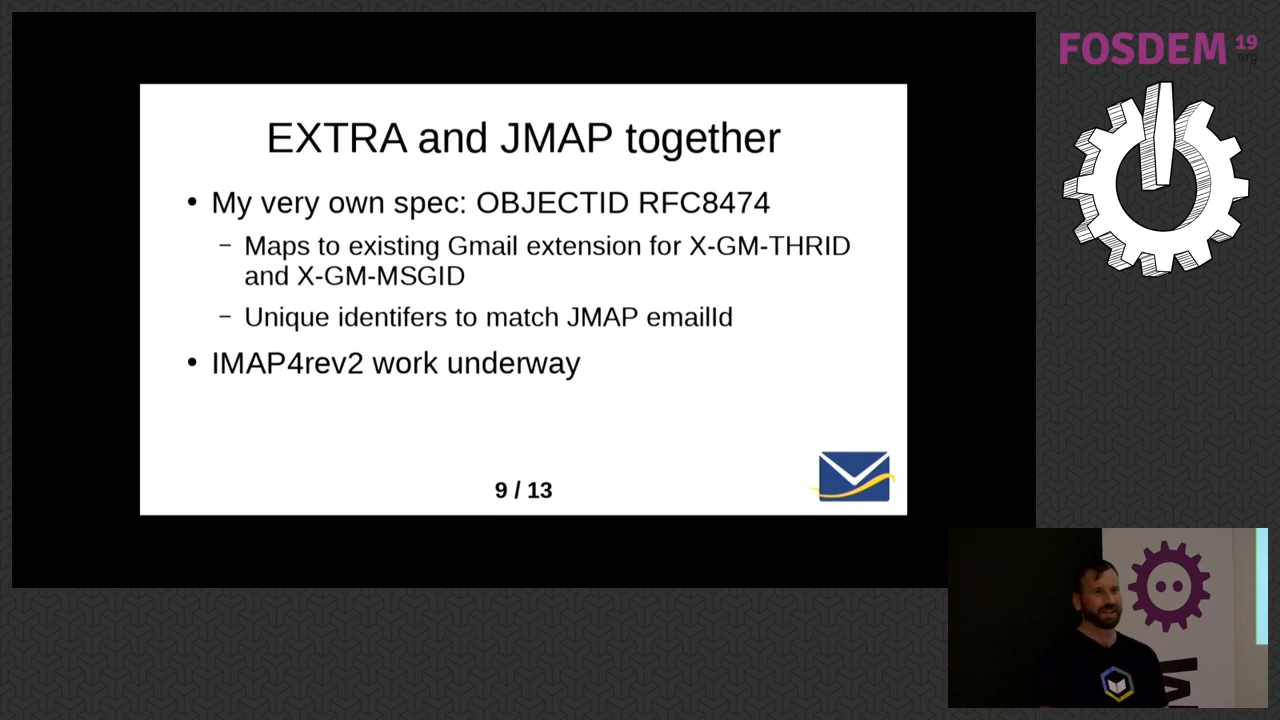 FOSDEM 19
.org
EXTRA and JMAP together
• My very own spec: OBJECTID RFC8474
– Maps to existing Gmail extension for X-GM-THRID
and X-GM-MSGID
– Unique identifers to match JMAP emailId
• IMAP4rev2 work underway
9 / 13